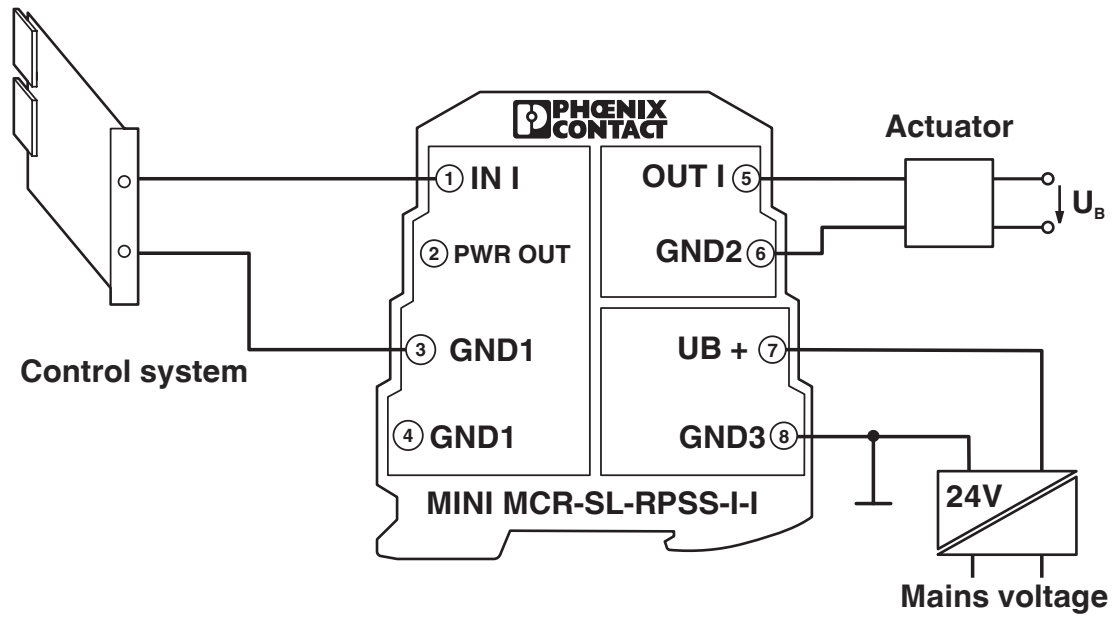 PHŒNIX
CONTACT
Actuator
① IN I
OUT I ⑤
U_B
② PWR OUT
GND2 ⑥
③ GND1
UB + ⑦
Control system
④ GND1
GND3 ⑧
MINI MCR-SL-RPSS-I-I
24V
Mains voltage